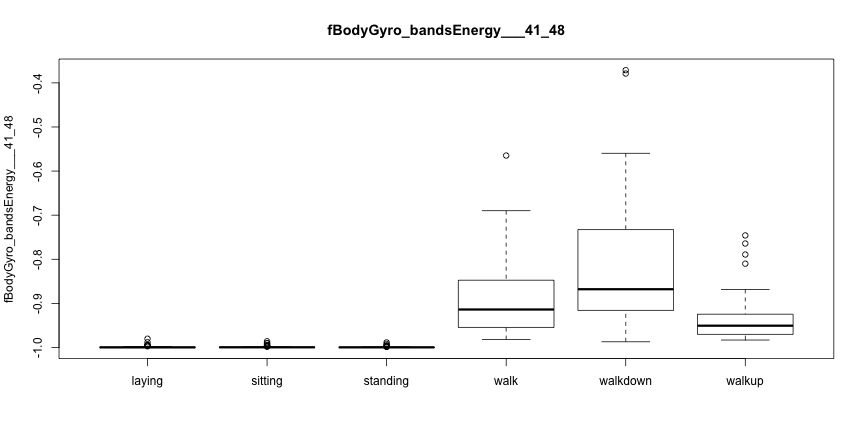 fBodyGyro_bandsEnergy___41_48
fBodyGyro_bandsEnergy___41_48
-0.4
-0.5
-0.6
-0.7
-0.8
-0.9
-1.0
laying sitting standing walk walkdown walkup